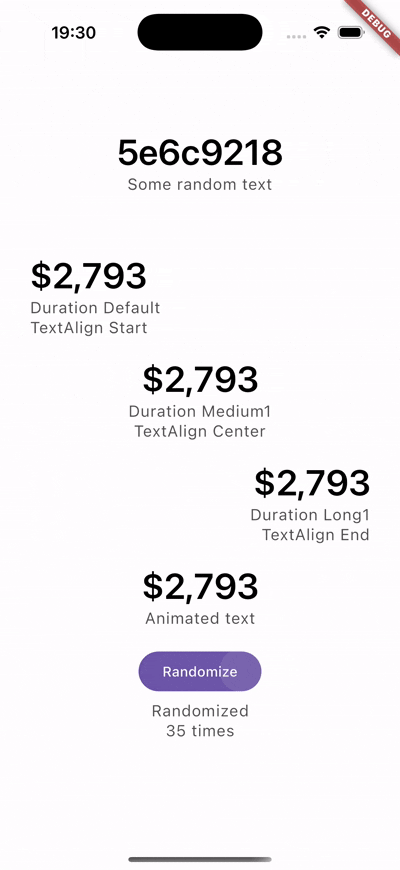 19:30
DEBUG
5e6c9218
Some random text
$2,793
Duration Default
TextAlign Start
$2,793
Duration Medium1
TextAlign Center
$2,793
Duration Long1
TextAlign End
$2,793
Animated text
Randomize
Randomized
35 times